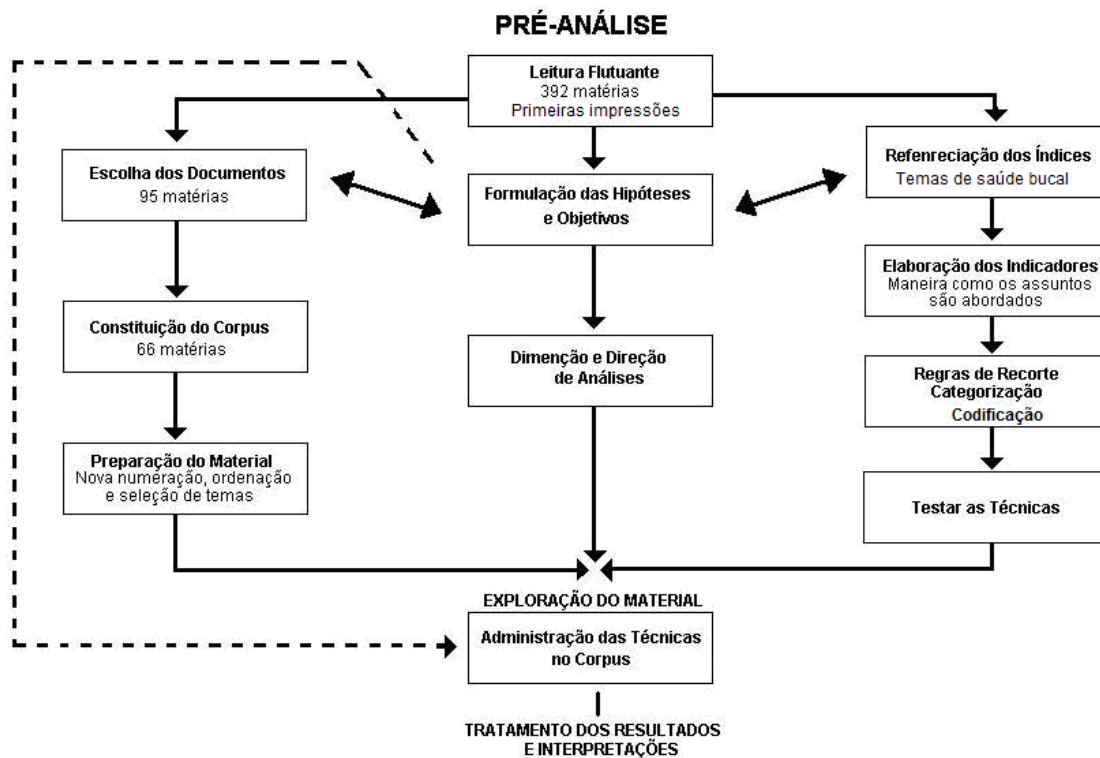 PRÉ-ANÁLISE
Leitura Flutuante
392 matérias
Primeiras impressões
Escolha dos Documentos
95 matérias
Formulação das Hipóteses
e Objetivos
Refenreciação dos Índices
Temas de saúde bucal
Constituição do Corpus
66 matérias
Dimenção e Direção
de Análises
Elaboração dos Indicadores
Maneira como os assuntos
são abordados
Regras de Recorte
Categorização
Codificação
Preparação do Material
Nova numeração, ordenação
e seleção de temas
Testar as Técnicas
EXPLORAÇÃO DO MATERIAL
Administração das Técnicas
no Corpus
TRATAMENTO DOS RESULTADOS
E INTERPRETAÇÕES